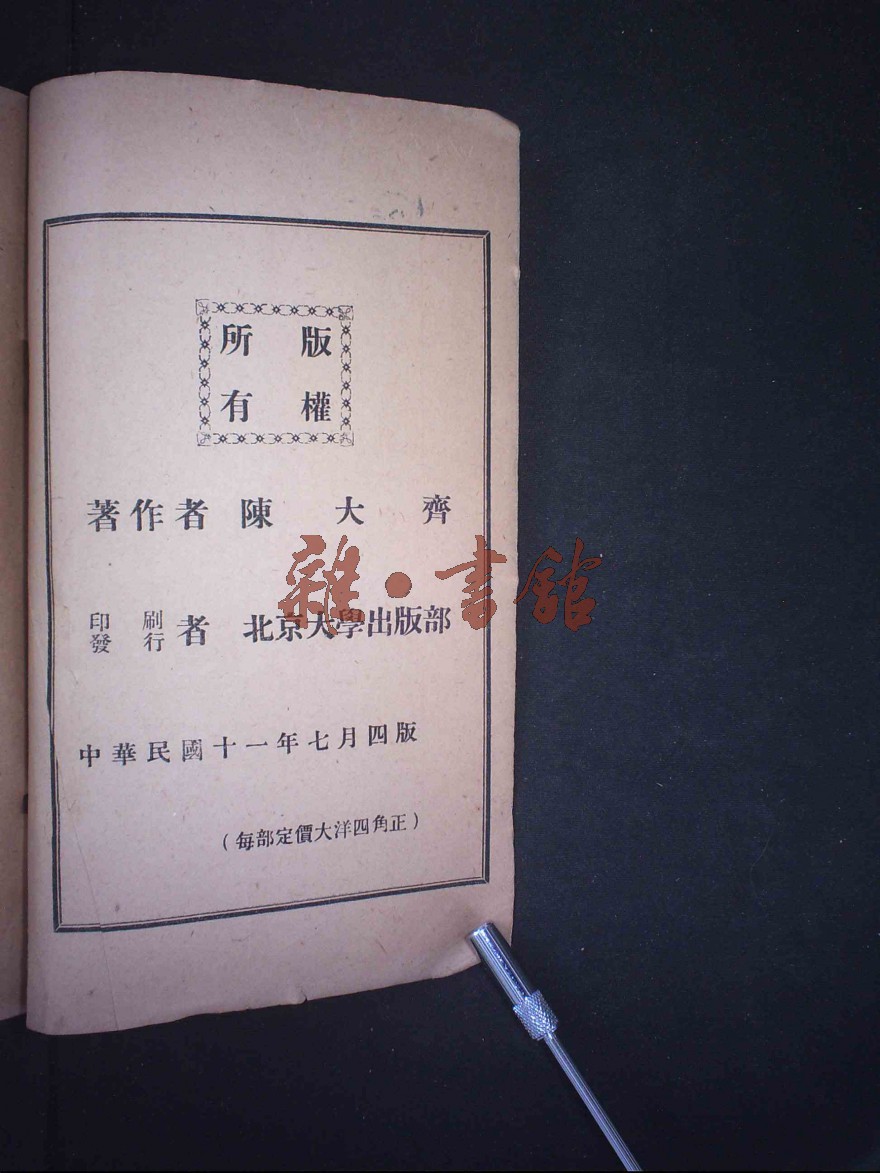 版權
所有
著作者 陳大齊
印刷
發行 者 北京大學出版部
中華民國十一年七月四版
（每部定價大洋四角正）
雜·書館